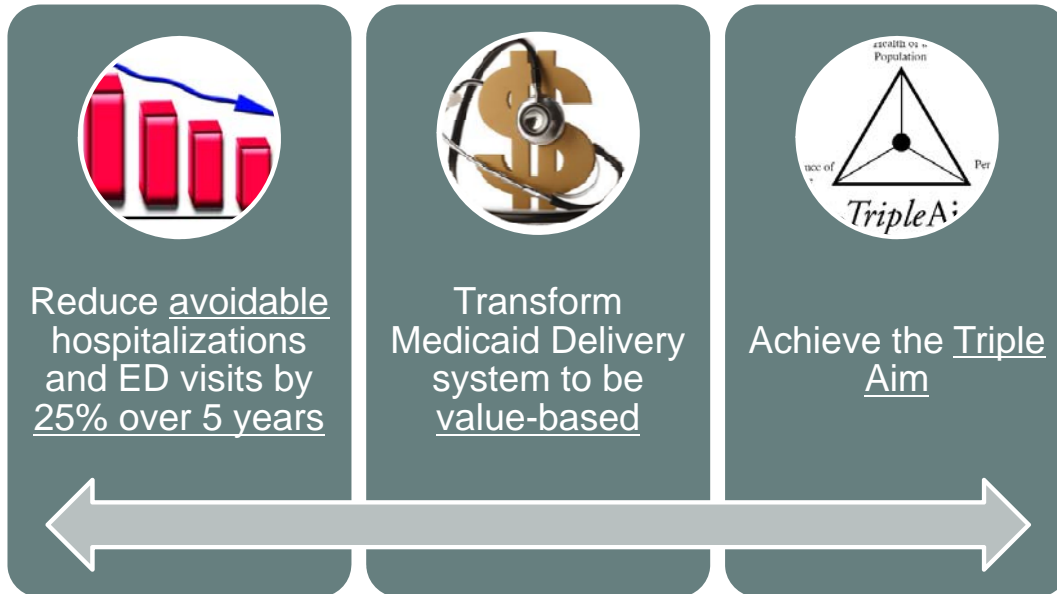 Reduce avoidable
hospitalizations
and ED visits by
25% over 5 years
Transform
Medicaid Delivery
system to be
value-based
Population
Per
Triple
Achieve the Triple
Aim